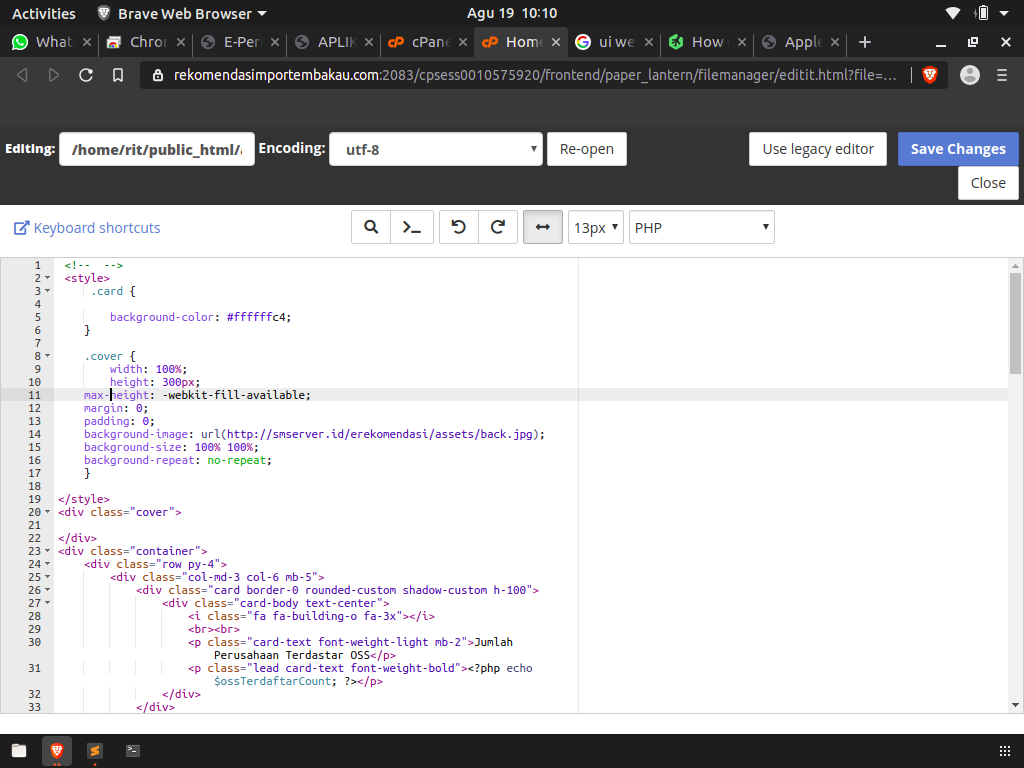 Activities
Brave Web Browser
Agu 19 10:10
What
Chror
E-Peri
APLIK
cPane
Home
ui we
How
Apple
rekomendasimportembakau.com:2083/cpsess0010575920/frontend/paper_lantern/filemanager/editit.html?file=...
Editing:
/home/rit/public_html/
Encoding:
utf-8
Re-open
Use legacy editor
Save Changes
Close
Keyboard shortcuts
13px
PHP
1 <!--  -->
2 <style>
3 .card {
4
5 background-color: #ffffffc4;
6 }
7
8 .cover {
9 width: 100%;
10 height: 300px;
11 max-height: -webkit-fill-available;
12 margin: 0;
13 padding: 0;
14 background-image: url(http://smserver.id/erekomendasi/assets/back.jpg);
15 background-size: 100% 100%;
16 background-repeat: no-repeat;
17 }
18
19 </style>
20 <div class="cover">
21
22 </div>
23 <div class="container">
24 <div class="row py-4">
25 <div class="col-md-3 col-6 mb-5">
26 <div class="card border-0 rounded-custom shadow-custom h-100">
27 <div class="card-body text-center">
28 <i class="fa fa-building-o fa-3x"></i>
29 <br><br>
30 <p class="card-text font-weight-light mb-2">Jumlah
Perusahaan Terdastar OSS</p>
31 <p class="lead card-text font-weight-bold"><?php echo
$ossTerdaftarCount; ?></p>
32 </div>
33 </div>